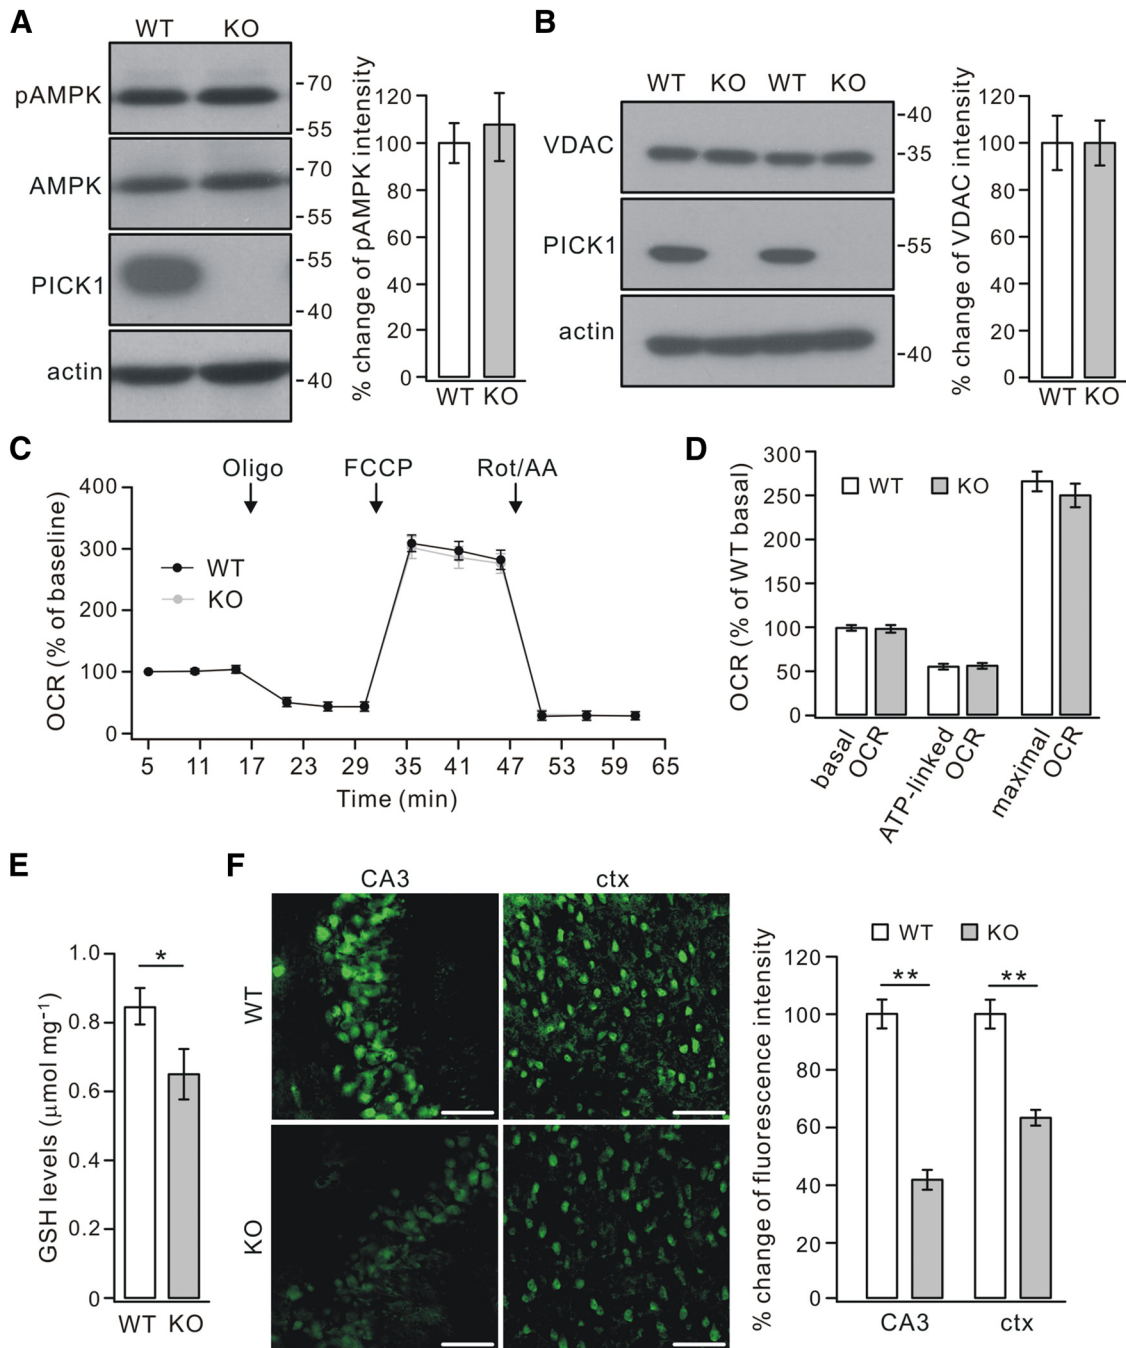 A
WT KO
pAMPK
-70
-55
AMPK
-70
-55
PICK1
-55
-40
actin
-40
% change of pAMPK intensity
120
100
80
60
40
20
0
WT KO
B
WT KO WT KO
VDAC
-40
-35
PICK1
-55
actin
-40
% change of VDAC intensity
120
100
80
60
40
20
0
WT KO
C
Oligo FCCP Rot/AA
OCR (% of baseline)
400
300
200
100
0
WT
KO
5 11 17 23 29 35 41 47 53 59 65
Time (min)
D
OCR (% of WT basal)
300
250
200
150
100
50
0
WT KO
basal OCR
ATP-linked OCR
maximal OCR
E
GSH levels (μmol mg⁻¹)
1.0
0.8
0.6
0.4
0.2
0
*
WT KO
F
CA3 ctx
WT
KO
% change of fluorescence intensity
WT KO
120
100
80
60
40
20
0
** **
CA3 ctx